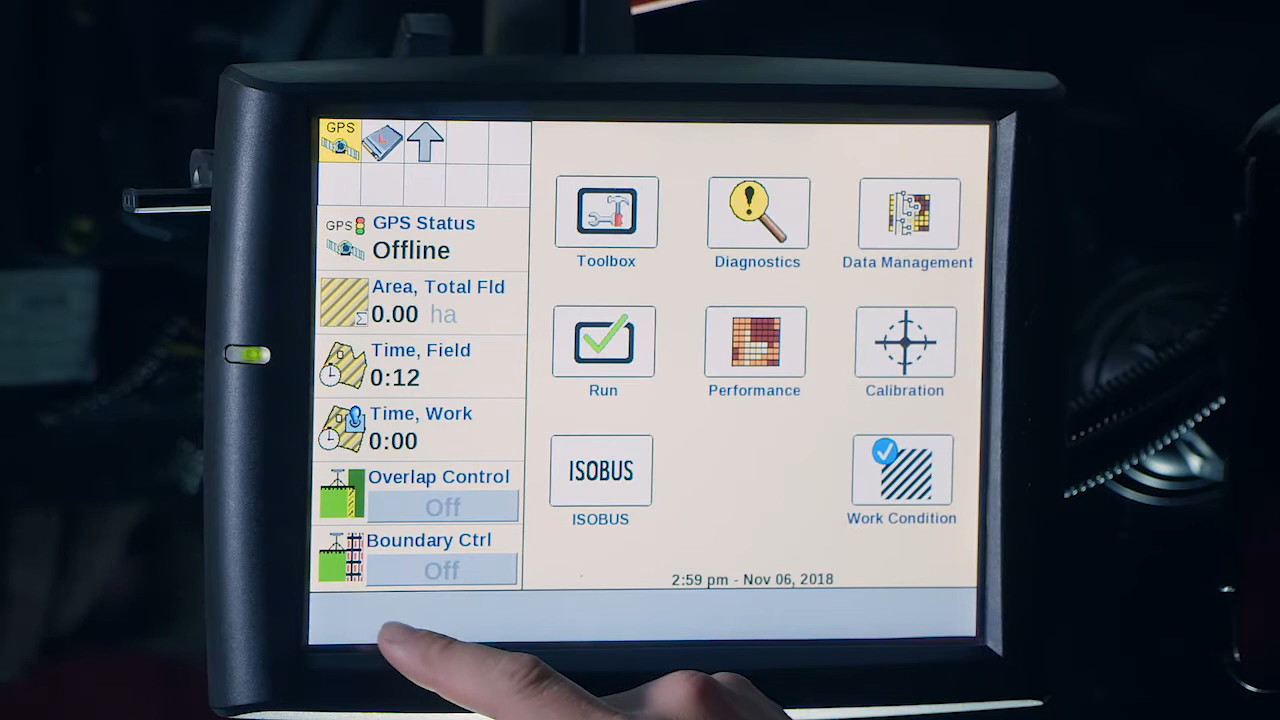 GPS
GPS
GPS Status
Offline
Area, Total Fld
0.00 ha
Time, Field
0:12
Time, Work
0:00
Overlap Control
Off
Boundary Ctrl
Off
Toolbox
Diagnostics
Data Management
Run
Performance
Calibration
ISOBUS
ISOBUS
Work Condition
2:59 pm - Nov 06, 2018